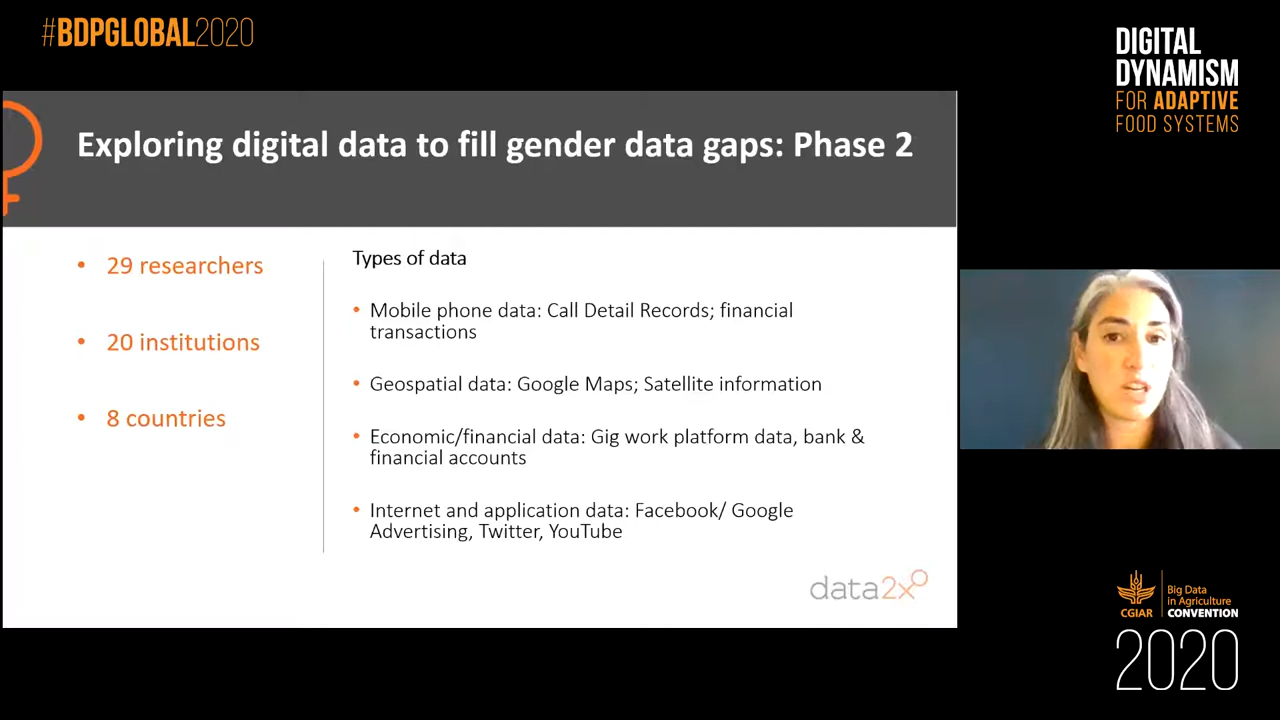 #BDPGLOBAL2020
DIGITAL
DYNAMISM
FOR ADAPTIVE
FOOD SYSTEMS
Exploring digital data to fill gender data gaps: Phase 2
• 29 researchers
• 20 institutions
• 8 countries
Types of data
• Mobile phone data: Call Detail Records; financial
transactions
• Geospatial data: Google Maps; Satellite information
• Economic/financial data: Gig work platform data, bank &
financial accounts
• Internet and application data: Facebook/ Google
Advertising, Twitter, YouTube
data2x
CGIAR
Big Data
in Agriculture
CONVENTION
2020